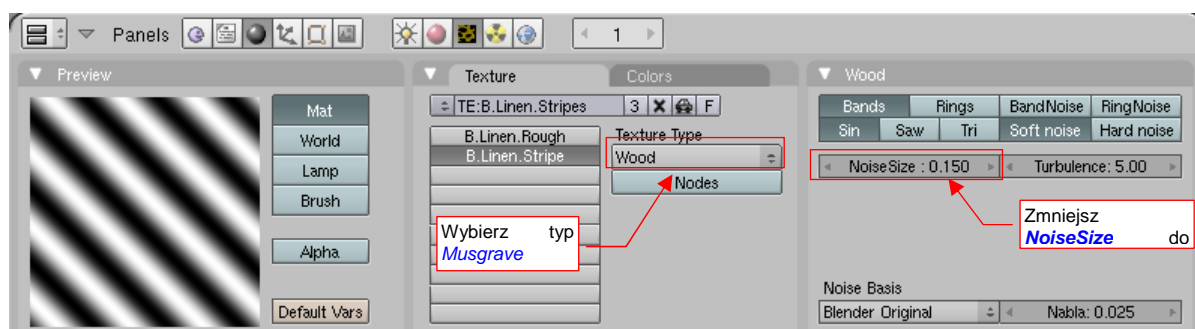 Panels 1
Preview
Mat
World
Lamp
Brush
Alpha
Default Vars
Texture Colors
TE:B.Linen.Stripes 3 F
B.Linen.Rough
B.Linen.Stripe
Texture Type
Wood
Nodes
Wybierz typ
Musgrave
Wood
Bands Rings BandNoise RingNoise
Sin Saw Tri Soft noise Hard noise
NoiseSize : 0.150 Turbulence: 5.00
Zmniejsz
NoiseSize do
Noise Basis
Blender Original Nabla: 0.025